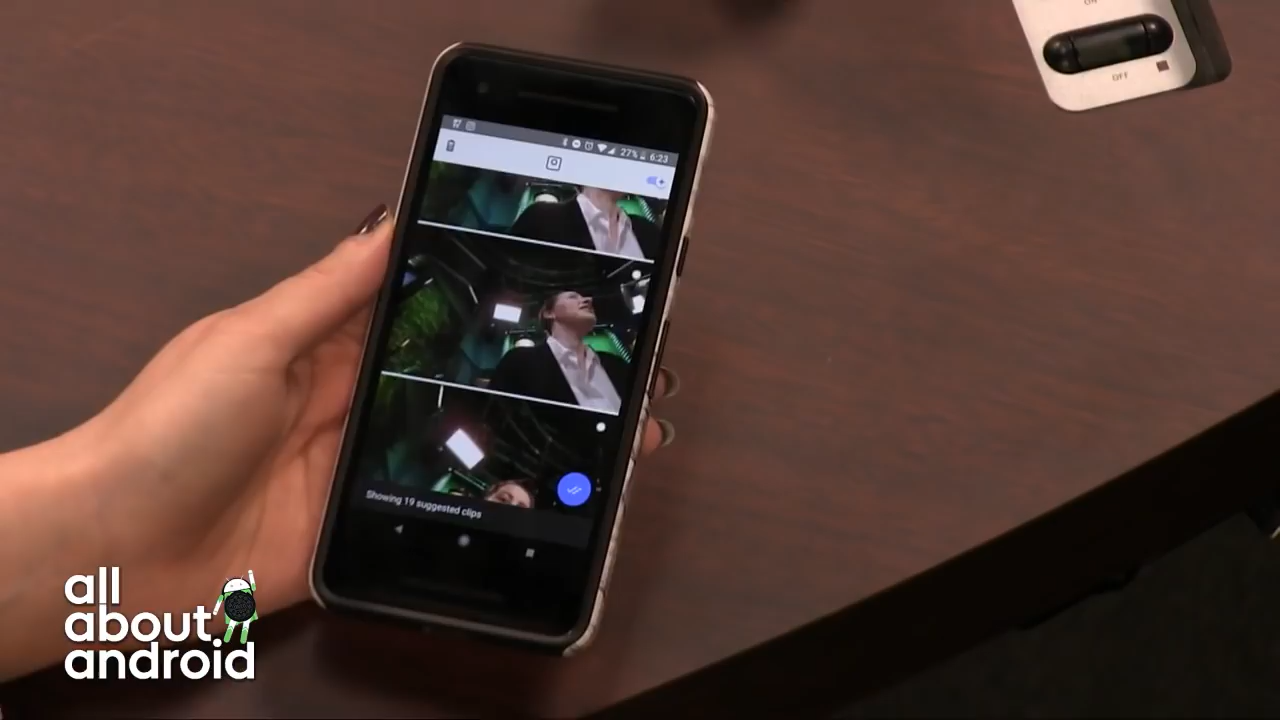 ON
OFF
27% 6:23
Showing 19 suggested clips
all
about
android